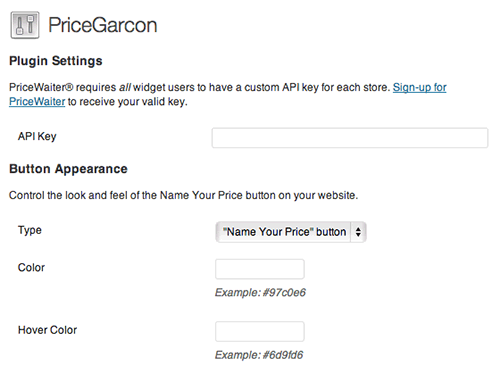 PriceGarcon
Plugin Settings
PriceWaiter® requires all widget users to have a custom API key for each store. Sign-up for
PriceWaiter to receive your valid key.
API Key
Button Appearance
Control the look and feel of the Name Your Price button on your website.
Type
"Name Your Price" button
Color
Example: #97c0e6
Hover Color
Example: #6d9fd6